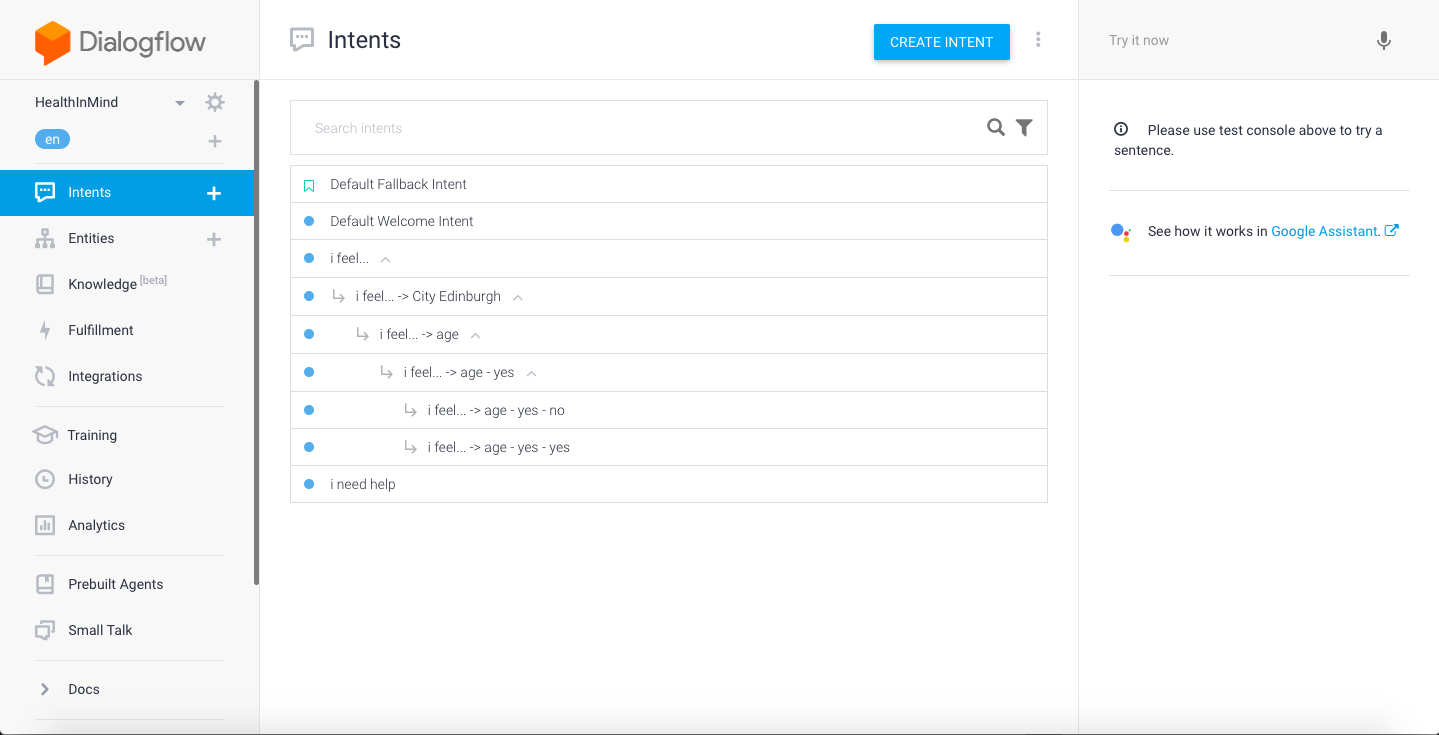 Dialogflow
HealthInMind
en
Intents
Entities
Knowledge [beta]
Fulfillment
Integrations
Training
History
Analytics
Prebuilt Agents
Small Talk
Docs
Intents
CREATE INTENT
Search intents
Default Fallback Intent
Default Welcome Intent
i feel...
i feel... -> City Edinburgh
i feel... -> age
i feel... -> age - yes
i feel... -> age - yes - no
i feel... -> age - yes - yes
i need help
Try it now
Please use test console above to try a
sentence.
See how it works in Google Assistant.